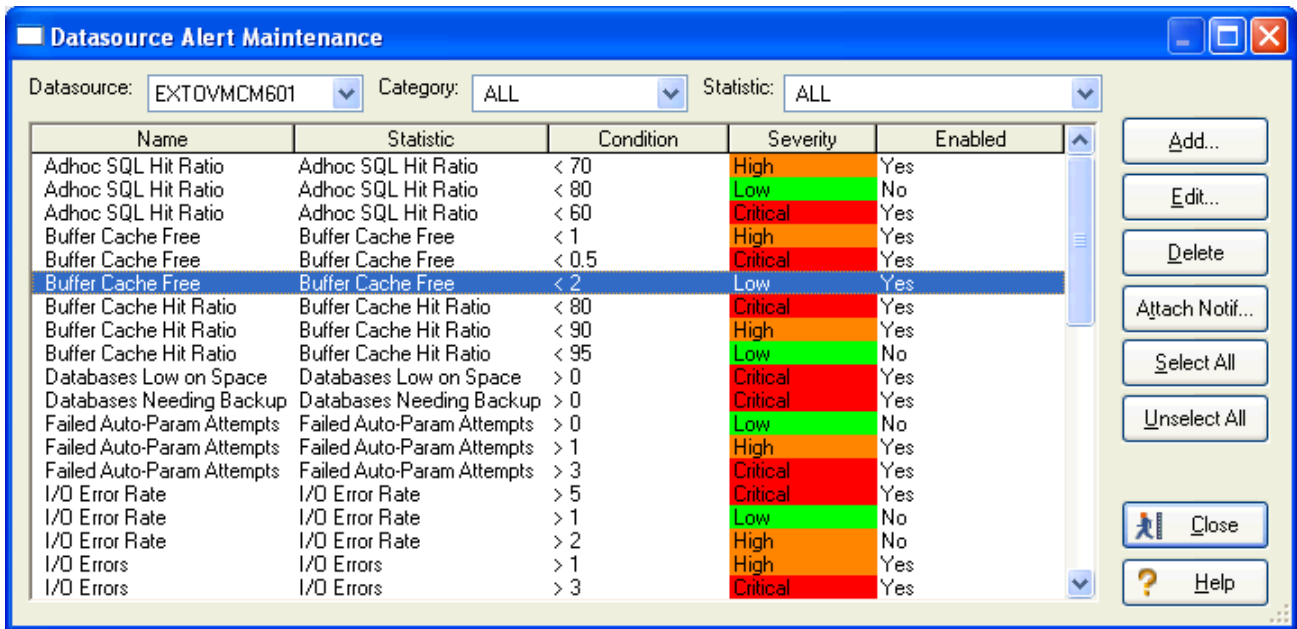 Datasource Alert Maintenance
Datasource: EXTOVMCM601 Category: ALL Statistic: ALL
Name Statistic Condition Severity Enabled
Adhoc SQL Hit Ratio Adhoc SQL Hit Ratio < 70 High Yes
Adhoc SQL Hit Ratio Adhoc SQL Hit Ratio < 80 Low No
Adhoc SQL Hit Ratio Adhoc SQL Hit Ratio < 60 Critical Yes
Buffer Cache Free Buffer Cache Free < 1 High Yes
Buffer Cache Free Buffer Cache Free < 0.5 Critical Yes
Buffer Cache Free Buffer Cache Free < 2 Low Yes
Buffer Cache Hit Ratio Buffer Cache Hit Ratio < 80 Critical Yes
Buffer Cache Hit Ratio Buffer Cache Hit Ratio < 90 High Yes
Buffer Cache Hit Ratio Buffer Cache Hit Ratio < 95 Low No
Databases Low on Space Databases Low on Space > 0 Critical Yes
Databases Needing Backup Databases Needing Backup > 0 Critical Yes
Failed Auto-Param Attempts Failed Auto-Param Attempts > 0 Low No
Failed Auto-Param Attempts Failed Auto-Param Attempts > 1 High Yes
Failed Auto-Param Attempts Failed Auto-Param Attempts > 3 Critical Yes
I/O Error Rate I/O Error Rate > 5 Critical Yes
I/O Error Rate I/O Error Rate > 1 Low No
I/O Error Rate I/O Error Rate > 2 High No
I/O Errors I/O Errors > 1 High Yes
I/O Errors I/O Errors > 3 Critical Yes
Add...
Edit...
Delete
Attach Notif...
Select All
Unselect All
Close
Help